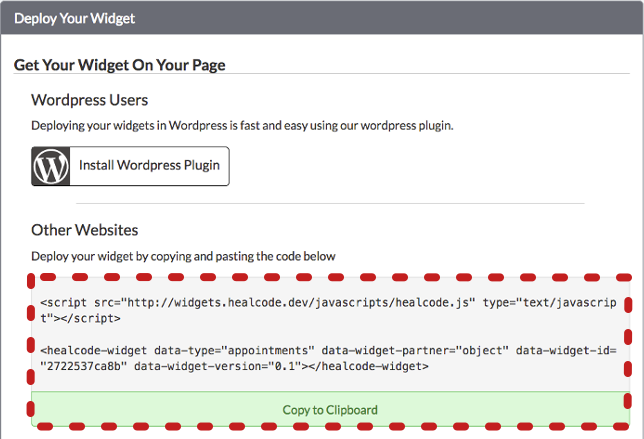 Deploy Your Widget
Get Your Widget On Your Page
Wordpress Users
Deploying your widgets in Wordpress is fast and easy using our wordpress plugin.
Install Wordpress Plugin
Other Websites
Deploy your widget by copying and pasting the code below
<script src="http://widgets.healcode.dev/javascripts/healcode.js" type="text/javascrip
t"></script>
<healcode-widget data-type="appointments" data-widget-partner="object" data-widget-id=
"2722537ca8b" data-widget-version="0.1"></healcode-widget>
Copy to Clipboard